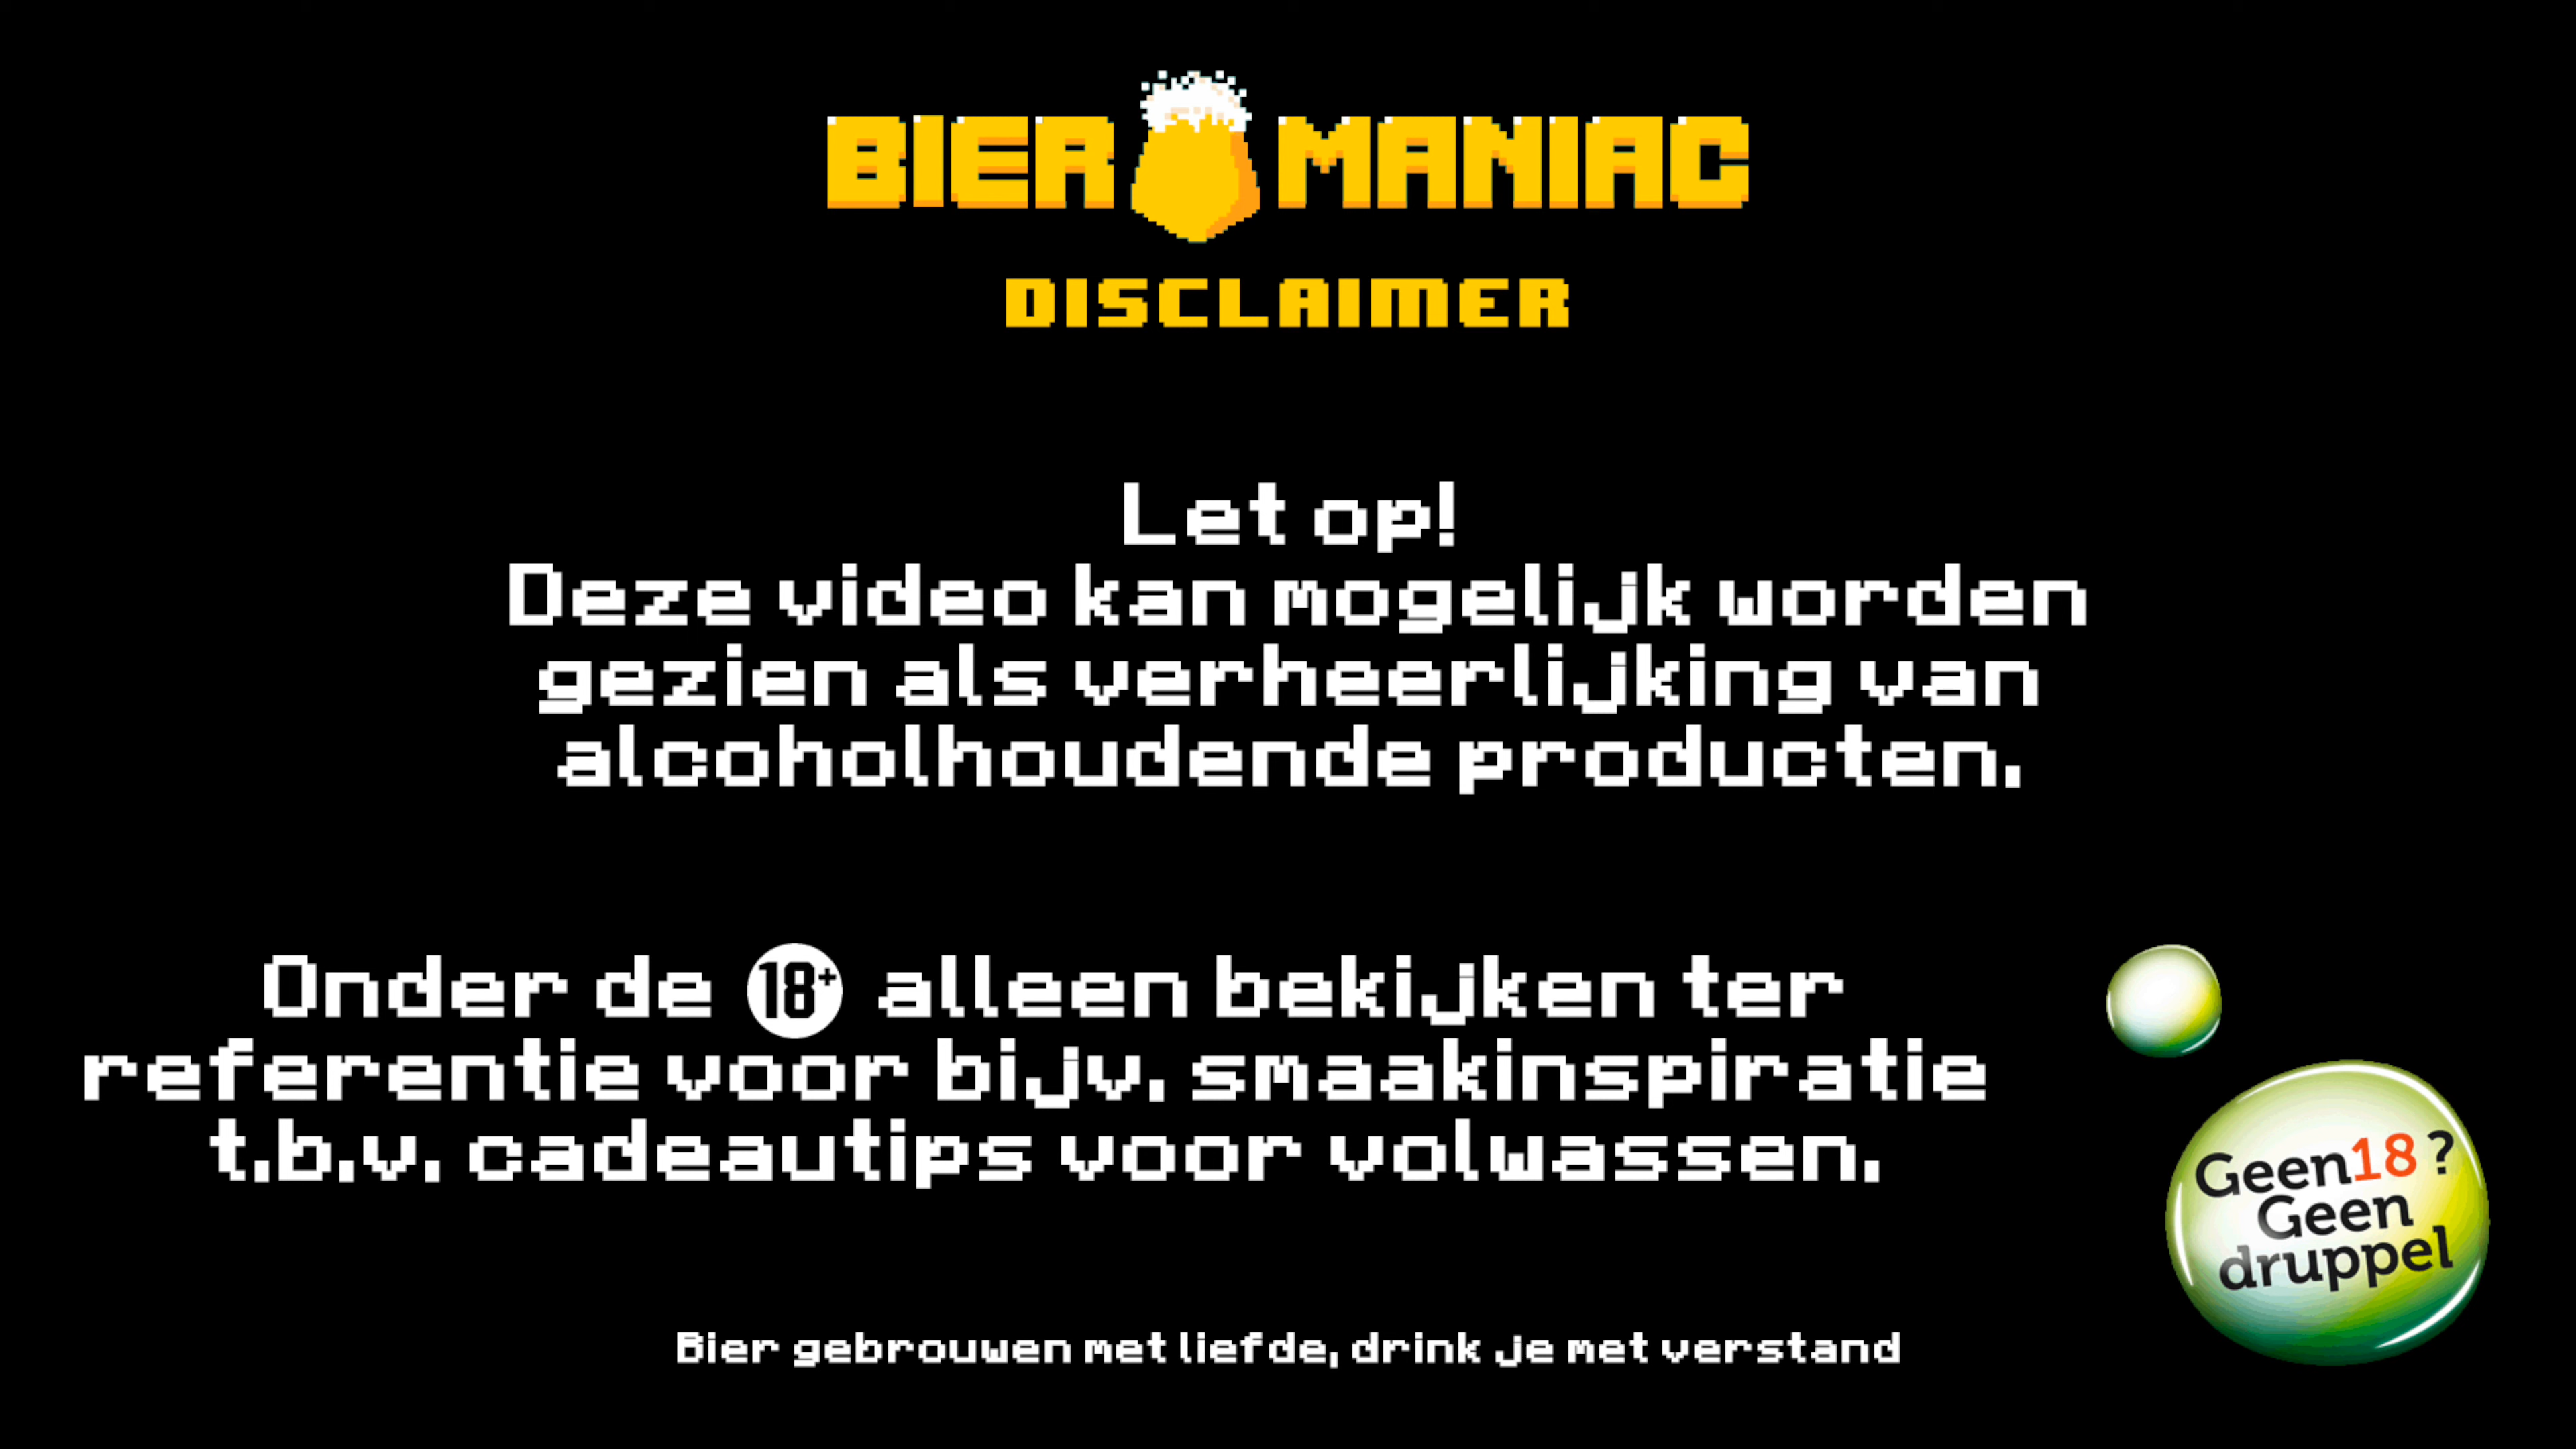 BIER MANIAC
DISCLAIMER
Let op!
Deze video kan mogelijk worden
gezien als verheerlijking van
alcoholhoudende producten.
Onder de 18+ alleen bekijken ter
referentie voor bijv. smaakinspiratie
t.b.v. cadeautips voor volwassen.
Geen18?
Geen
druppel
Bier gebrouwen met liefde, drink je met verstand